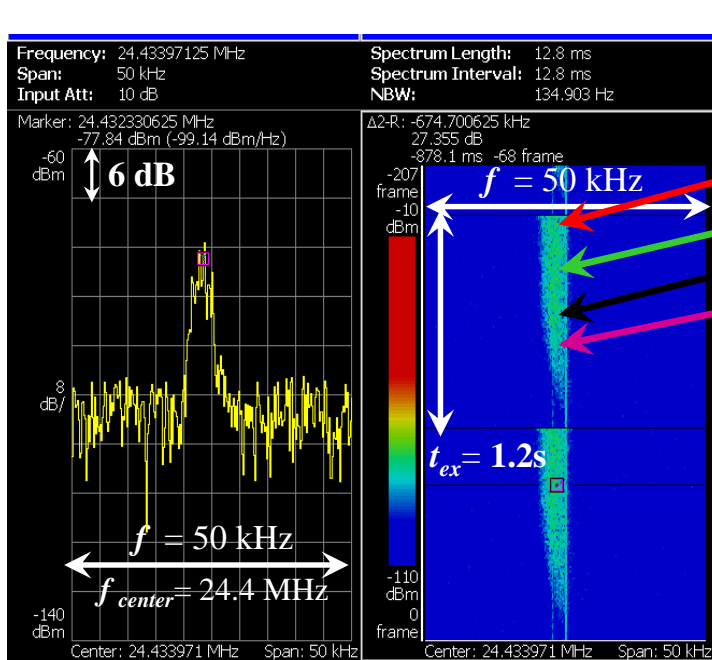 Frequency: 24.43397125 MHz
Span: 50 kHz
Input Att: 10 dB
Spectrum Length: 12.8 ms
Spectrum Interval: 12.8 ms
NBW: 134.903 Hz
Marker: 24.432330625 MHz
-77.84 dBm (-99.14 dBm/Hz)
-60
dBm
6 dB
8
dB/
f = 50 kHz
f center= 24.4 MHz
-140
dBm
Center: 24.433971 MHz Span: 50 kHz
Δ2-R: -674.700625 kHz
27.355 dB
-878.1 ms -68 frame
-207
frame
f = 50 kHz
-10
dBm
tex= 1.2s
-110
dBm
0
frame
Center: 24.433971 MHz Span: 50 kHz